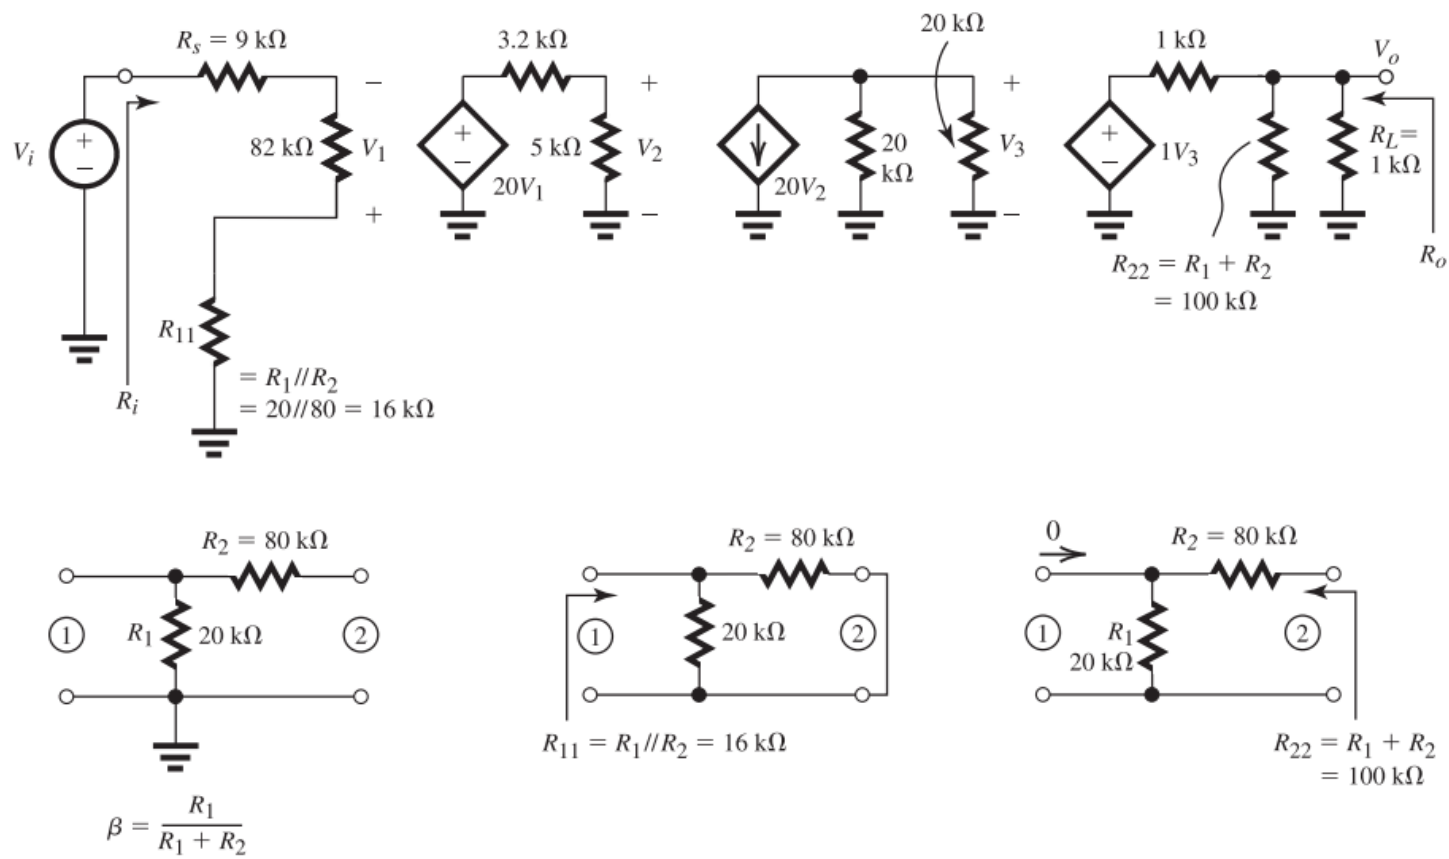 20 kΩ
R_s = 9 kΩ
3.2 kΩ
1 kΩ
V_o
−
+
+
V_i
+
−
82 kΩ
V_1
+
−
5 kΩ
V_2
20
kΩ
V_3
+
−
1V_3
R_L =
1 kΩ
20V_1
20V_2
+
−
−
R_22 = R_1 + R_2
= 100 kΩ
R_o
R_11
= R_1//R_2
= 20//80 = 16 kΩ
R_i
R_2 = 80 kΩ
1
R_1
20 kΩ
2
β = R_1 / (R_1 + R_2)
R_2 = 80 kΩ
1
20 kΩ
2
R_11 = R_1//R_2 = 16 kΩ
0
R_2 = 80 kΩ
1
R_1
20 kΩ
2
R_22 = R_1 + R_2
= 100 kΩ